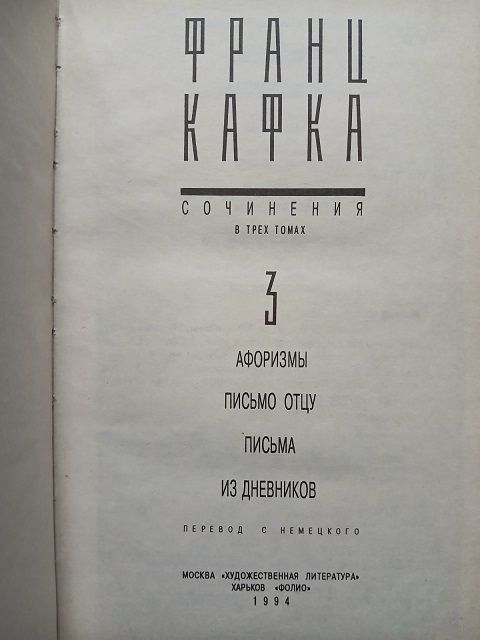 ФРАНЦ
КАФКА
СОЧИНЕНИЯ
В ТРЕХ ТОМАХ
3
АФОРИЗМЫ
ПИСЬМО ОТЦУ
ПИСЬМА
ИЗ ДНЕВНИКОВ
ПЕРЕВОД С НЕМЕЦКОГО
МОСКВА «ХУДОЖЕСТВЕННАЯ ЛИТЕРАТУРА»
ХАРЬКОВ «ФОЛИО»
1994